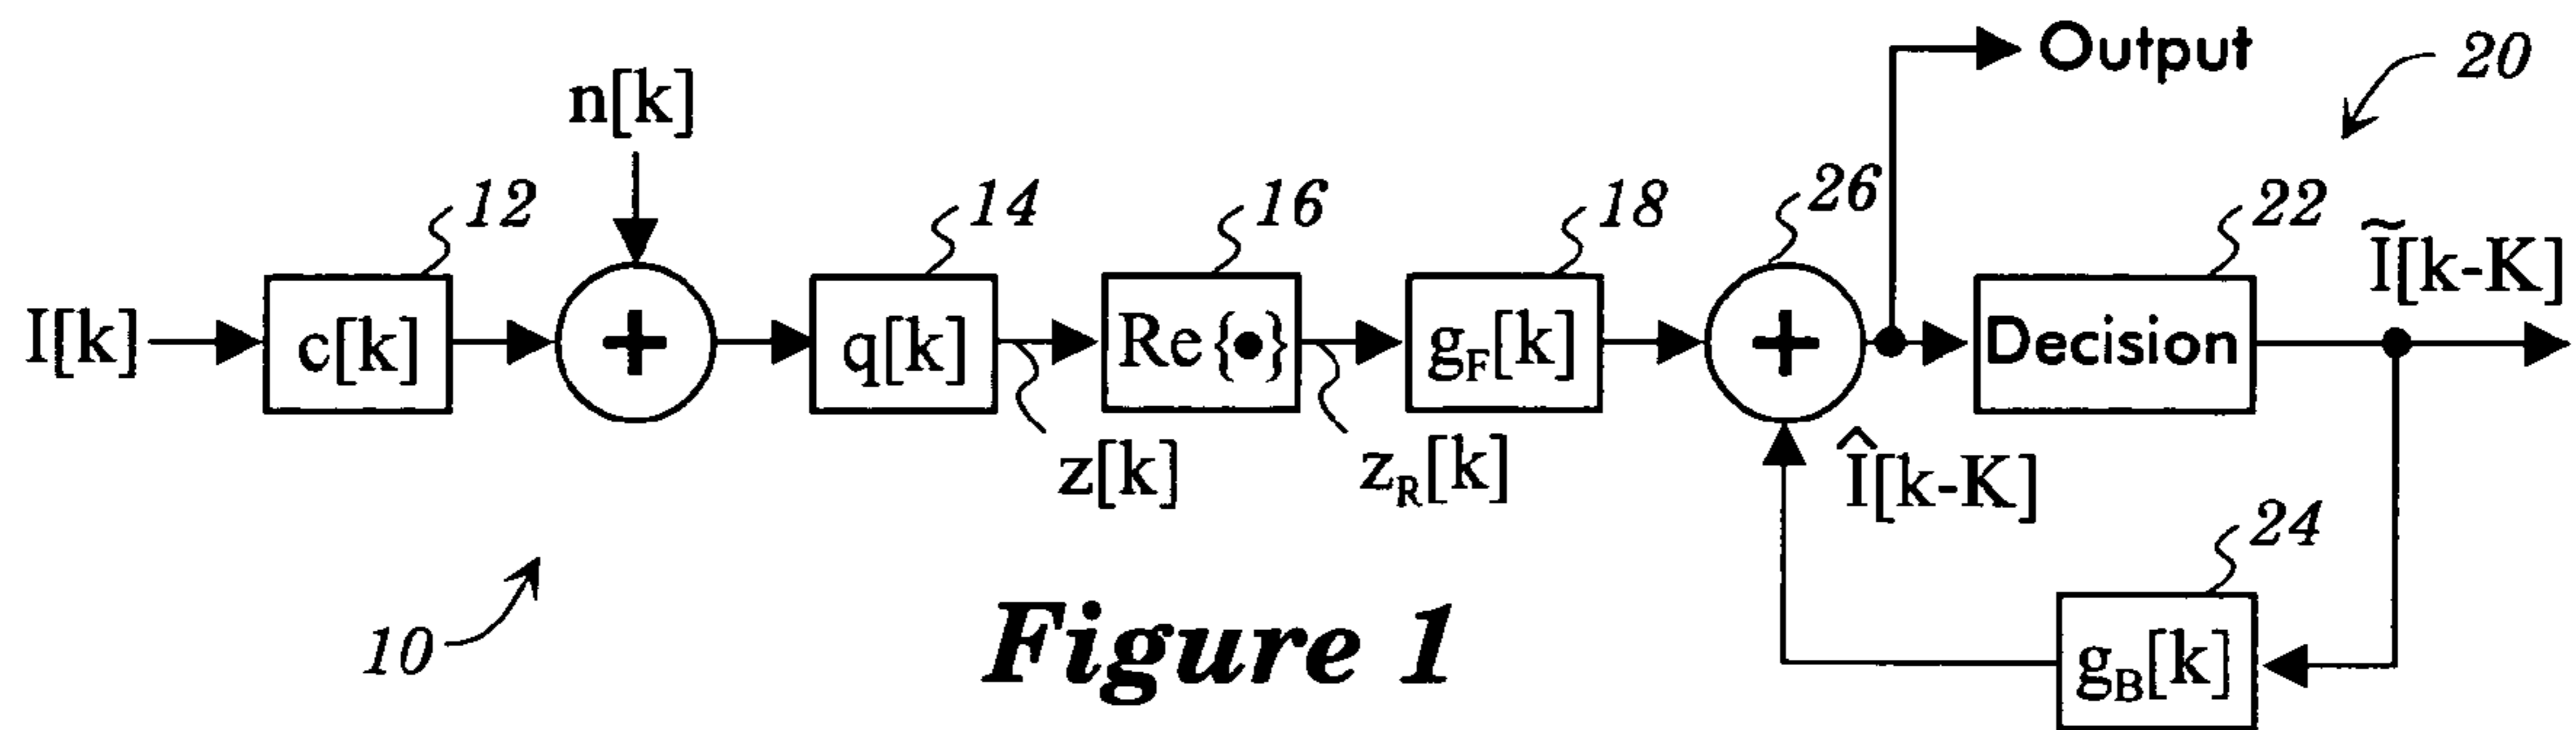 Output
20
n[k]
12
14
16
18
26
22
Ĩ[k-K]
I[k]
c[k]
+
q[k]
Re{•}
g_F[k]
+
Decision
z[k]
z_R[k]
Î[k-K]
24
10
Figure 1
g_B[k]